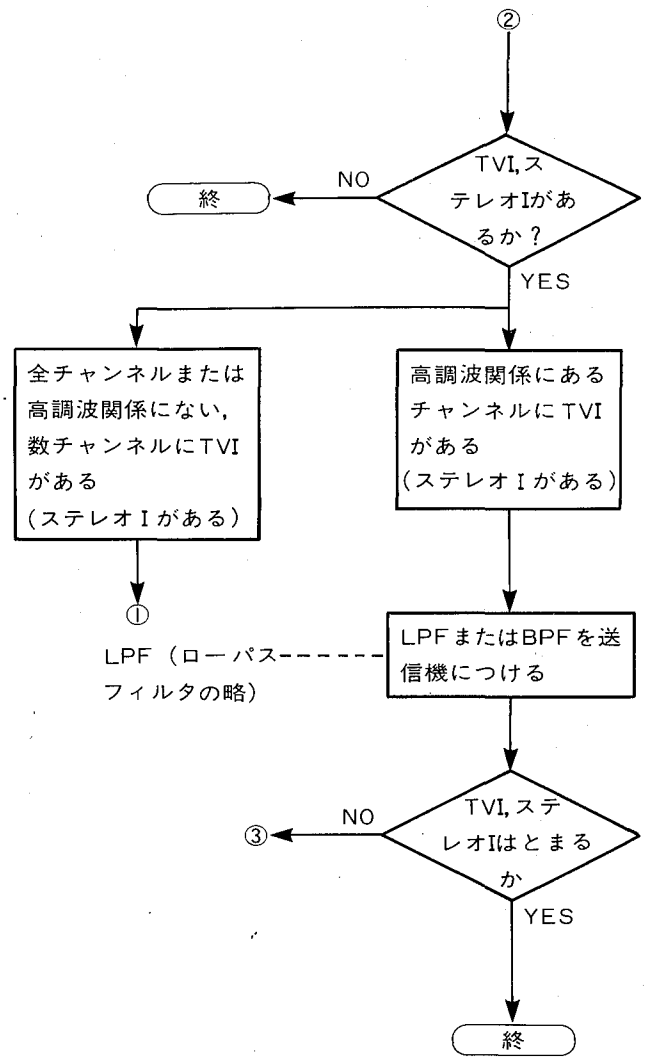 ②
TVI,ス
テレオIがあ
るか？
NO
終
YES
全チャンネルまたは
高調波関係にない,
数チャンネルにTVI
がある
(ステレオIがある)
高調波関係にある
チャンネルにTVI
がある
(ステレオIがある)
①
LPF (ローパス
フィルタの略)
LPFまたはBPFを送
信機につける
TVI,ステ
レオIはとまる
か
NO
③
YES
終